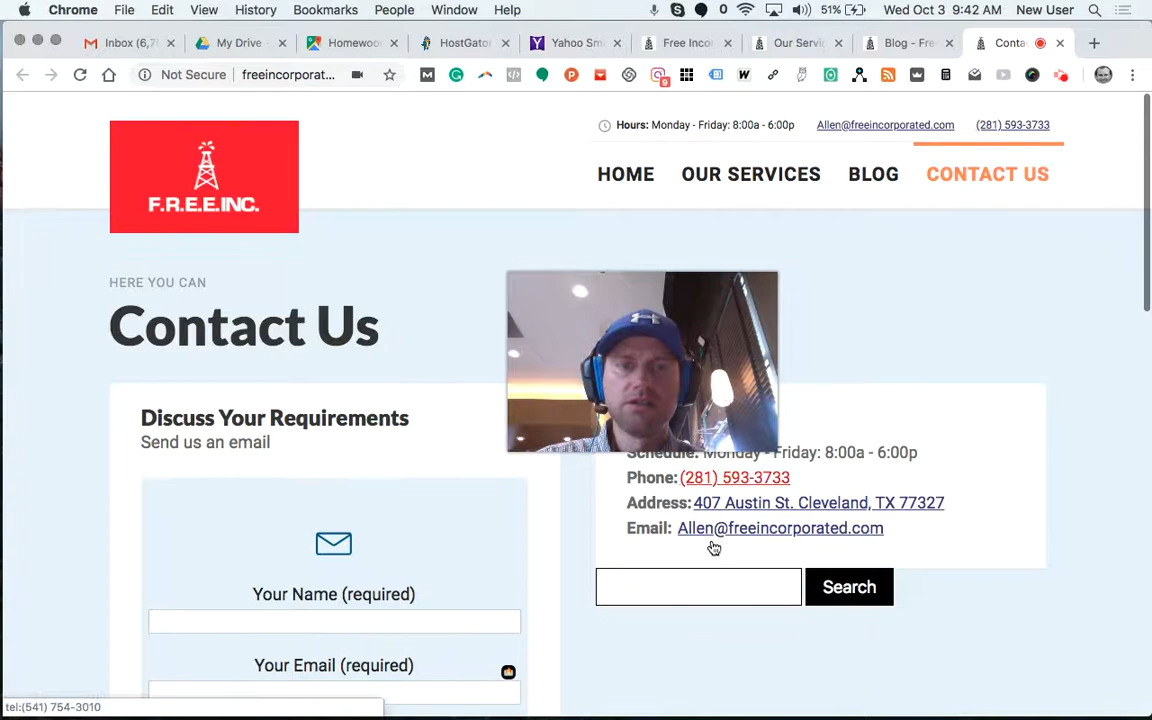 Chrome File Edit View History Bookmarks People Window Help 0 51% Wed Oct 3 9:42 AM New User
Inbox (6,7 My Drive - Homewoo HostGator Yahoo Sm Free Inco Our Servic Blog - Fre Conta
Not Secure freeincorporat... 9
Hours: Monday - Friday: 8:00a - 6:00p Allen@freeincorporated.com (281) 593-3733
HOME OUR SERVICES BLOG CONTACT US
F.R.E.E.INC.
HERE YOU CAN
Contact Us
Discuss Your Requirements
Send us an email
Your Name (required)
Your Email (required)
Schedule: Monday - Friday: 8:00a - 6:00p
Phone: (281) 593-3733
Address: 407 Austin St. Cleveland, TX 77327
Email: Allen@freeincorporated.com
Search
tel:(541) 754-3010